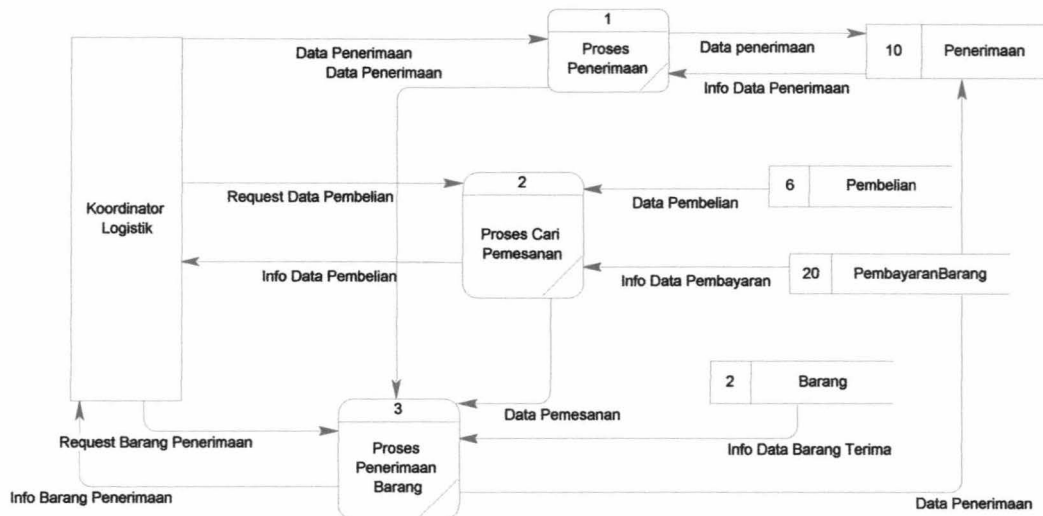 1
Proses
Penerimaan
Data Penerimaan
Data Penerimaan
Data penerimaan
Info Data Penerimaan
10
Penerimaan
Koordinator
Logistik
Request Data Pembelian
Info Data Pembelian
2
Proses Cari
Pemesanan
Data Pembelian
6
Pembelian
Info Data Pembayaran
20
PembayaranBarang
Data Pemesanan
2
Barang
Info Data Barang Terima
Request Barang Penerimaan
Info Barang Penerimaan
3
Proses
Penerimaan
Barang
Data Penerimaan